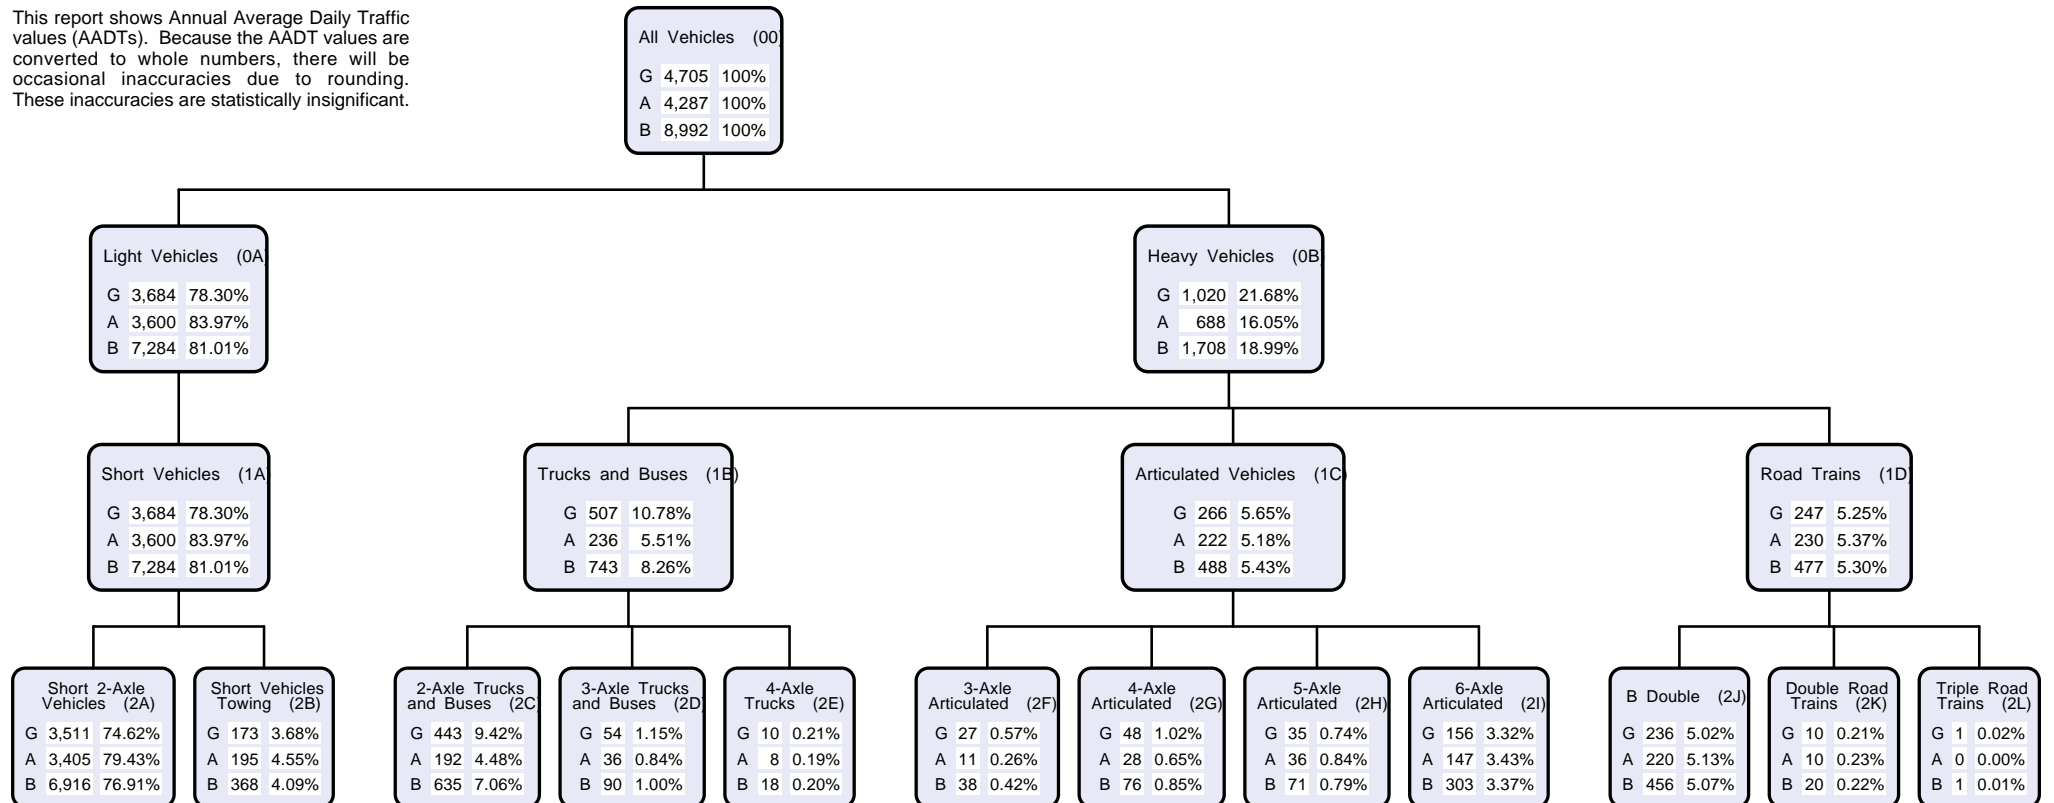 This report shows Annual Average Daily Traffic
values (AADTs). Because the AADT values are
converted to whole numbers, there will be
occasional inaccuracies due to rounding.
These inaccuracies are statistically insignificant.
All Vehicles (00)
G 4,705 100%
A 4,287 100%
B 8,992 100%
Light Vehicles (0A)
G 3,684 78.30%
A 3,600 83.97%
B 7,284 81.01%
Heavy Vehicles (0B)
G 1,020 21.68%
A 688 16.05%
B 1,708 18.99%
Short Vehicles (1A)
G 3,684 78.30%
A 3,600 83.97%
B 7,284 81.01%
Trucks and Buses (1B)
G 507 10.78%
A 236 5.51%
B 743 8.26%
Articulated Vehicles (1C)
G 266 5.65%
A 222 5.18%
B 488 5.43%
Road Trains (1D)
G 247 5.25%
A 230 5.37%
B 477 5.30%
Short 2-Axle
Vehicles (2A)
G 3,511 74.62%
A 3,405 79.43%
B 6,916 76.91%
Short Vehicles
Towing (2B)
G 173 3.68%
A 195 4.55%
B 368 4.09%
2-Axle Trucks
and Buses (2C)
G 443 9.42%
A 192 4.48%
B 635 7.06%
3-Axle Trucks
and Buses (2D)
G 54 1.15%
A 36 0.84%
B 90 1.00%
4-Axle
Trucks (2E)
G 10 0.21%
A 8 0.19%
B 18 0.20%
3-Axle
Articulated (2F)
G 27 0.57%
A 11 0.26%
B 38 0.42%
4-Axle
Articulated (2G)
G 48 1.02%
A 28 0.65%
B 76 0.85%
5-Axle
Articulated (2H)
G 35 0.74%
A 36 0.84%
B 71 0.79%
6-Axle
Articulated (2I)
G 156 3.32%
A 147 3.43%
B 303 3.37%
B Double (2J)
G 236 5.02%
A 220 5.13%
B 456 5.07%
Double Road
Trains (2K)
G 10 0.21%
A 10 0.23%
B 20 0.22%
Triple Road
Trains (2L)
G 1 0.02%
A 0 0.00%
B 1 0.01%